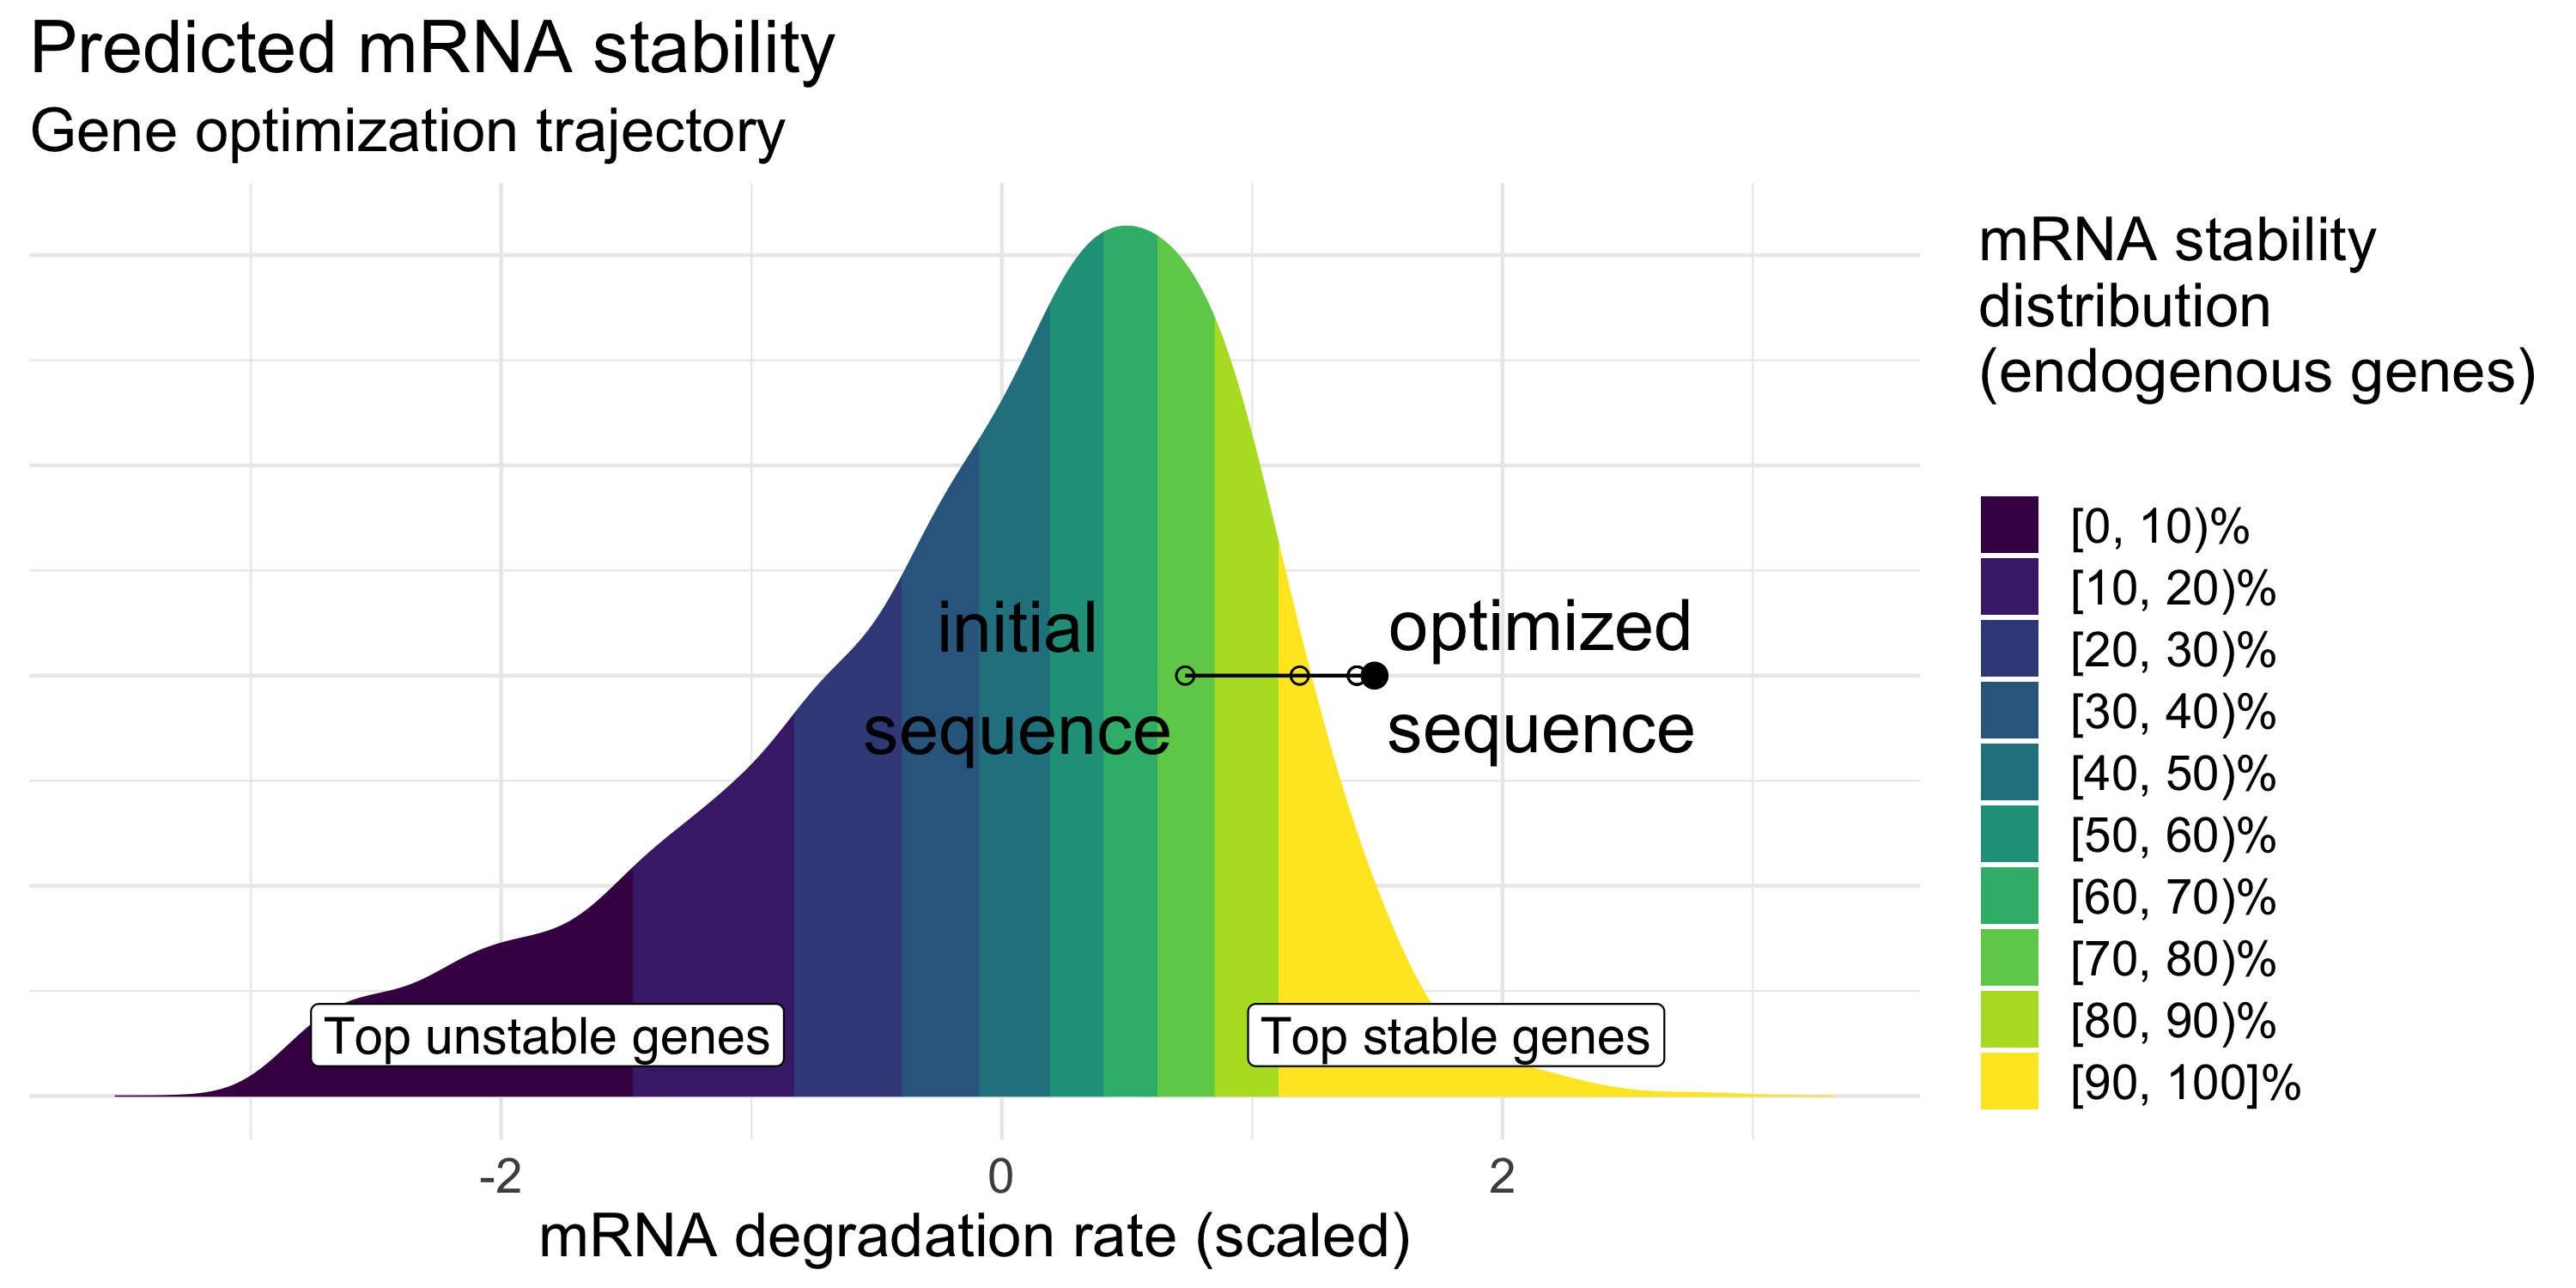 Predicted mRNA stability
Gene optimization trajectory
initial
sequence
optimized
sequence
Top unstable genes
Top stable genes
-2
0
2
mRNA degradation rate (scaled)
mRNA stability
distribution
(endogenous genes)
[0, 10)%
[10, 20)%
[20, 30)%
[30, 40)%
[40, 50)%
[50, 60)%
[60, 70)%
[70, 80)%
[80, 90)%
[90, 100]%